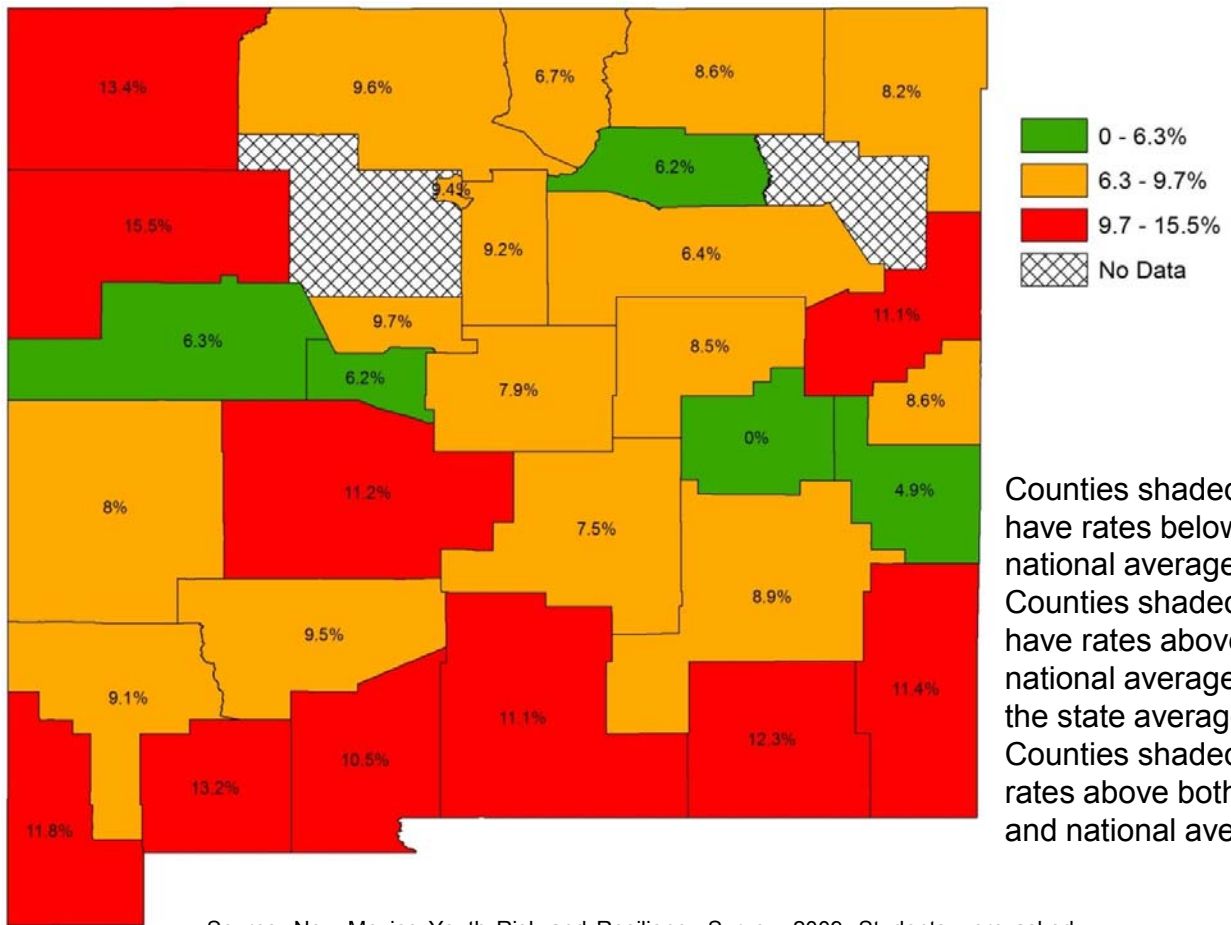 13.4%
9.6%
6.7%
8.6%
8.2%
0 - 6.3%
6.3 - 9.7%
9.7 - 15.5%
No Data
6.2%
9.4%
15.5%
9.2%
6.4%
11.1%
6.3%
9.7%
8.5%
6.2%
7.9%
8.6%
0%
4.9%
8%
11.2%
7.5%
8.9%
9.5%
9.1%
11.1%
11.4%
12.3%
10.5%
13.2%
11.8%
Counties shaded
have rates below
national average
Counties shaded
have rates above
national average
the state averag
Counties shaded
rates above both
and national ave